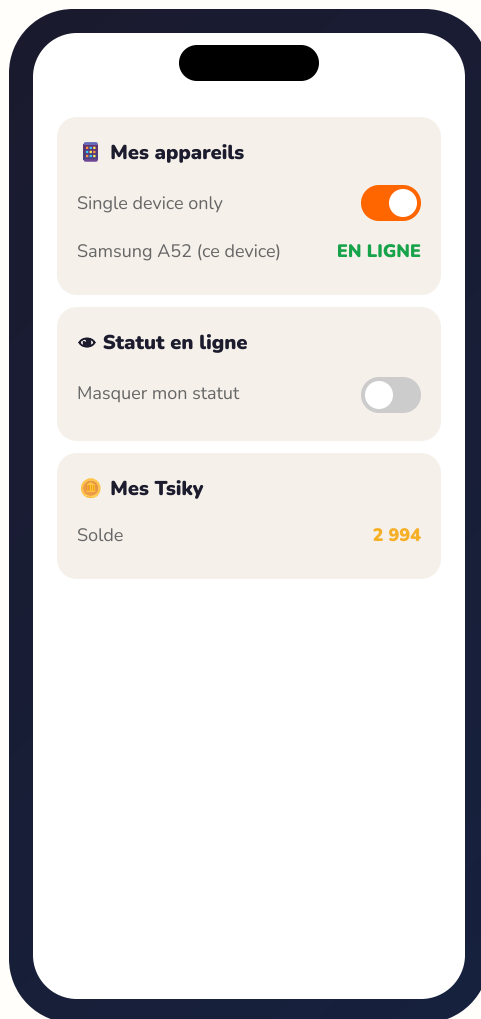 Mes appareils
Single device only
Samsung A52 (ce device) EN LIGNE
Statut en ligne
Masquer mon statut
Mes Tsiky
Solde 2 994